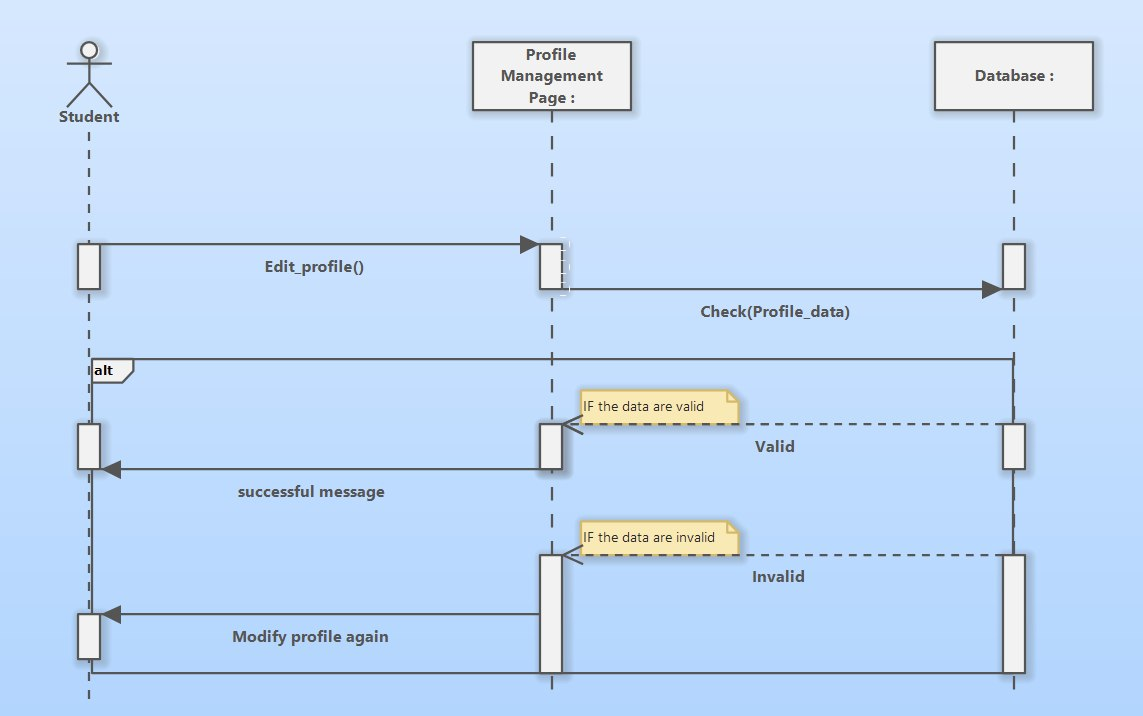 Profile
Management
Page :
Database :
Student
Edit_profile()
Check(Profile_data)
alt
IF the data are valid
Valid
successful message
IF the data are invalid
Invalid
Modify profile again